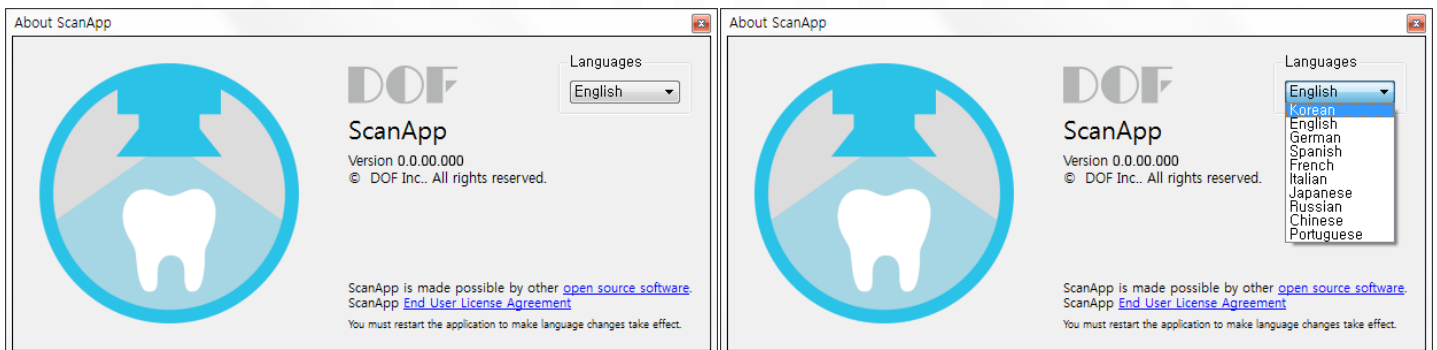 About ScanApp
DOF
Languages
English
ScanApp
Version 0.0.00.000
© DOF Inc.. All rights reserved.
ScanApp is made possible by other open source software.
ScanApp End User License Agreement
You must restart the application to make language changes take effect.
About ScanApp
DOF
Languages
English
Korean
English
German
Spanish
French
Italian
Japanese
Russian
Chinese
Portuguese
ScanApp
Version 0.0.00.000
© DOF Inc.. All rights reserved.
ScanApp is made possible by other open source software.
ScanApp End User License Agreement
You must restart the application to make language changes take effect.